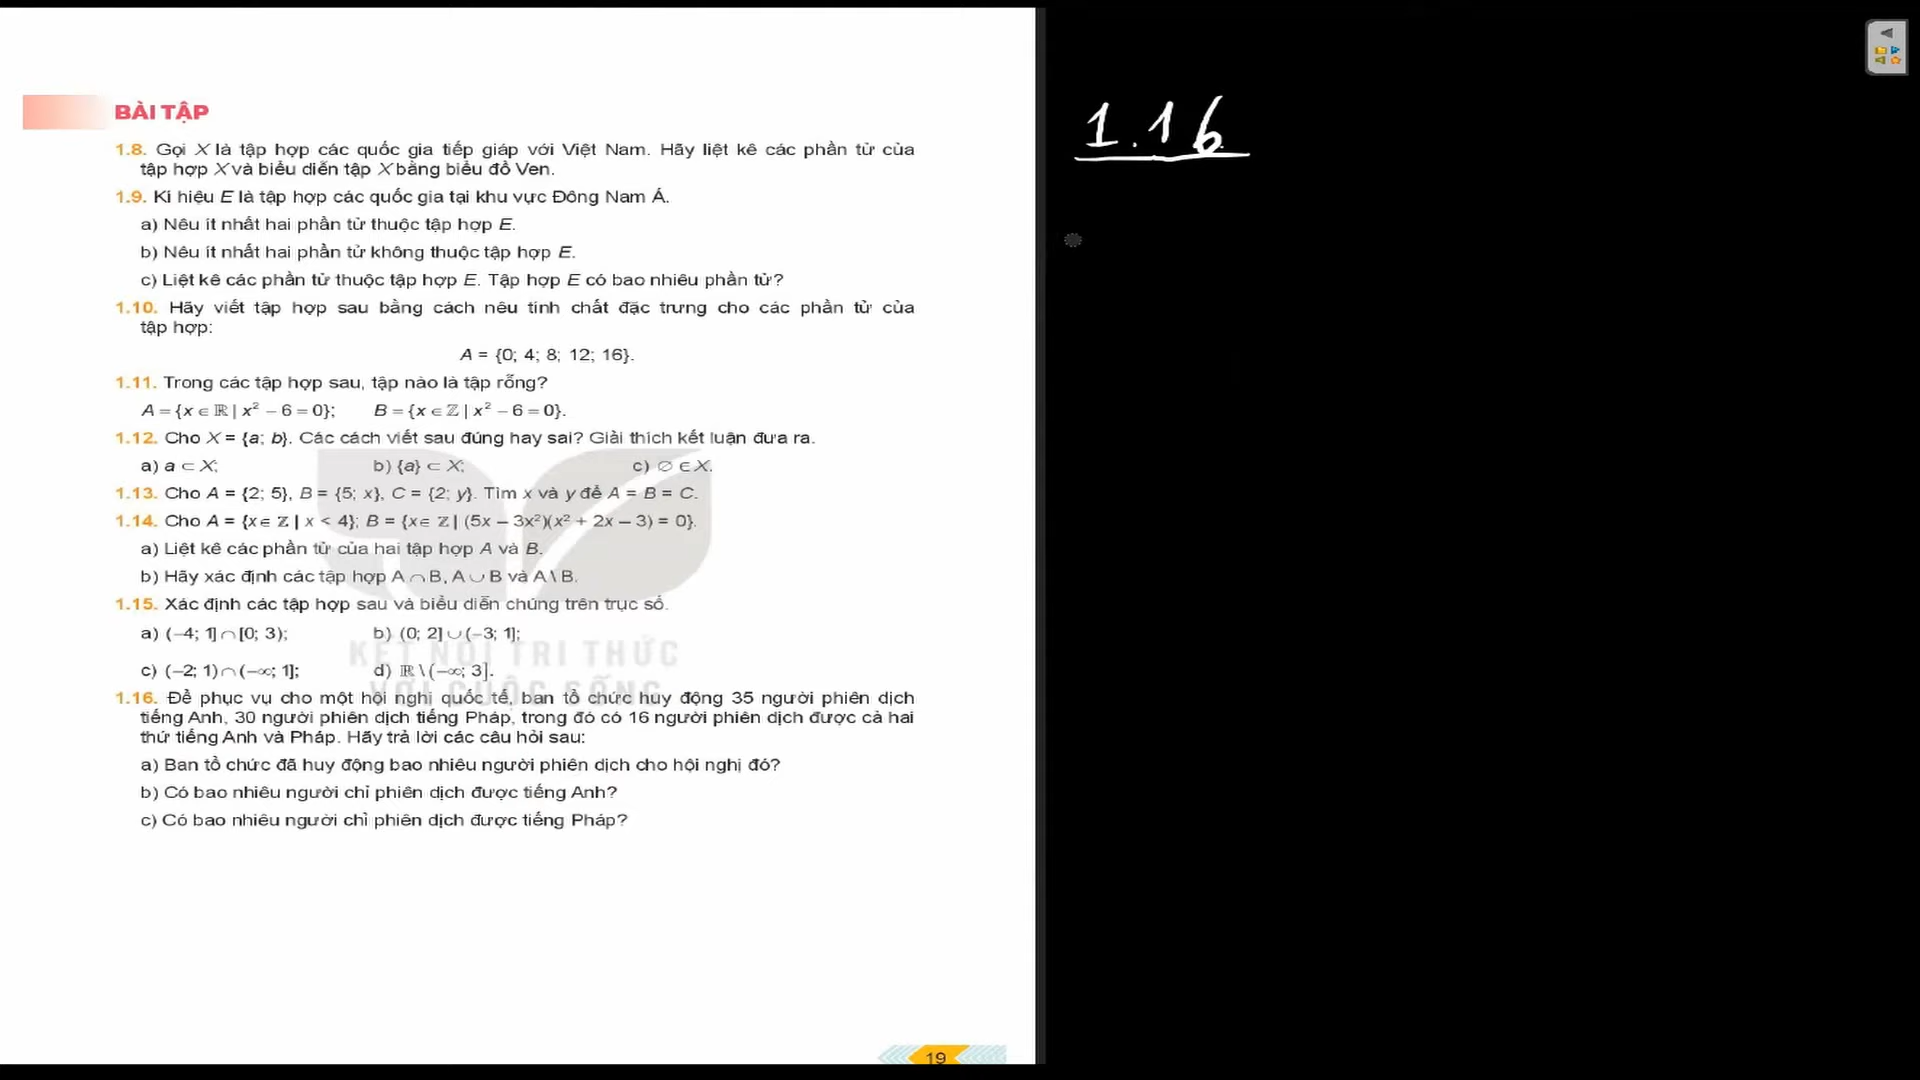 BÀI TẬP
1.8. Gọi X là tập hợp các quốc gia tiếp giáp với Việt Nam. Hãy liệt kê các phần tử của
tập hợp X và biểu diễn tập X bằng biểu đồ Ven.
1.9. Kí hiệu E là tập hợp các quốc gia tại khu vực Đông Nam Á.
a) Nêu ít nhất hai phần tử thuộc tập hợp E.
b) Nêu ít nhất hai phần tử không thuộc tập hợp E.
c) Liệt kê các phần tử thuộc tập hợp E. Tập hợp E có bao nhiêu phần tử?
1.10. Hãy viết tập hợp sau bằng cách nêu tính chất đặc trưng cho các phần tử của
tập hợp:
A = {0; 4; 8; 12; 16}.
1.11. Trong các tập hợp sau, tập nào là tập rỗng?
A = {x ∈ ℝ | x² − 6 = 0}; B = {x ∈ ℤ | x² − 6 = 0}.
1.12. Cho X = {a; b}. Các cách viết sau đúng hay sai? Giải thích kết luận đưa ra.
a) a ⊂ X; b) {a} ⊂ X; c) ∅ ∈ X.
1.13. Cho A = {2; 5}, B = {5; x}, C = {2; y}. Tìm x và y để A = B = C.
1.14. Cho A = {x ∈ ℤ | x < 4}; B = {x ∈ ℤ | (5x − 3x²)(x² + 2x − 3) = 0}.
a) Liệt kê các phần tử của hai tập hợp A và B.
b) Hãy xác định các tập hợp A ∩ B, A ∪ B và A \ B.
1.15. Xác định các tập hợp sau và biểu diễn chúng trên trục số.
a) (−4; 1] ∩ [0; 3); b) (0; 2] ∪ (−3; 1];
KẾT NỐI TRI THỨC
c) (−2; 1) ∩ (−∞; 1]; d) ℝ \ (−∞; 3].
VỚI CUỘC SỐNG
1.16. Để phục vụ cho một hội nghị quốc tế, ban tổ chức huy động 35 người phiên dịch
tiếng Anh, 30 người phiên dịch tiếng Pháp, trong đó có 16 người phiên dịch được cả hai
thứ tiếng Anh và Pháp. Hãy trả lời các câu hỏi sau:
a) Ban tổ chức đã huy động bao nhiêu người phiên dịch cho hội nghị đó?
b) Có bao nhiêu người chỉ phiên dịch được tiếng Anh?
c) Có bao nhiêu người chỉ phiên dịch được tiếng Pháp?
19
1.16